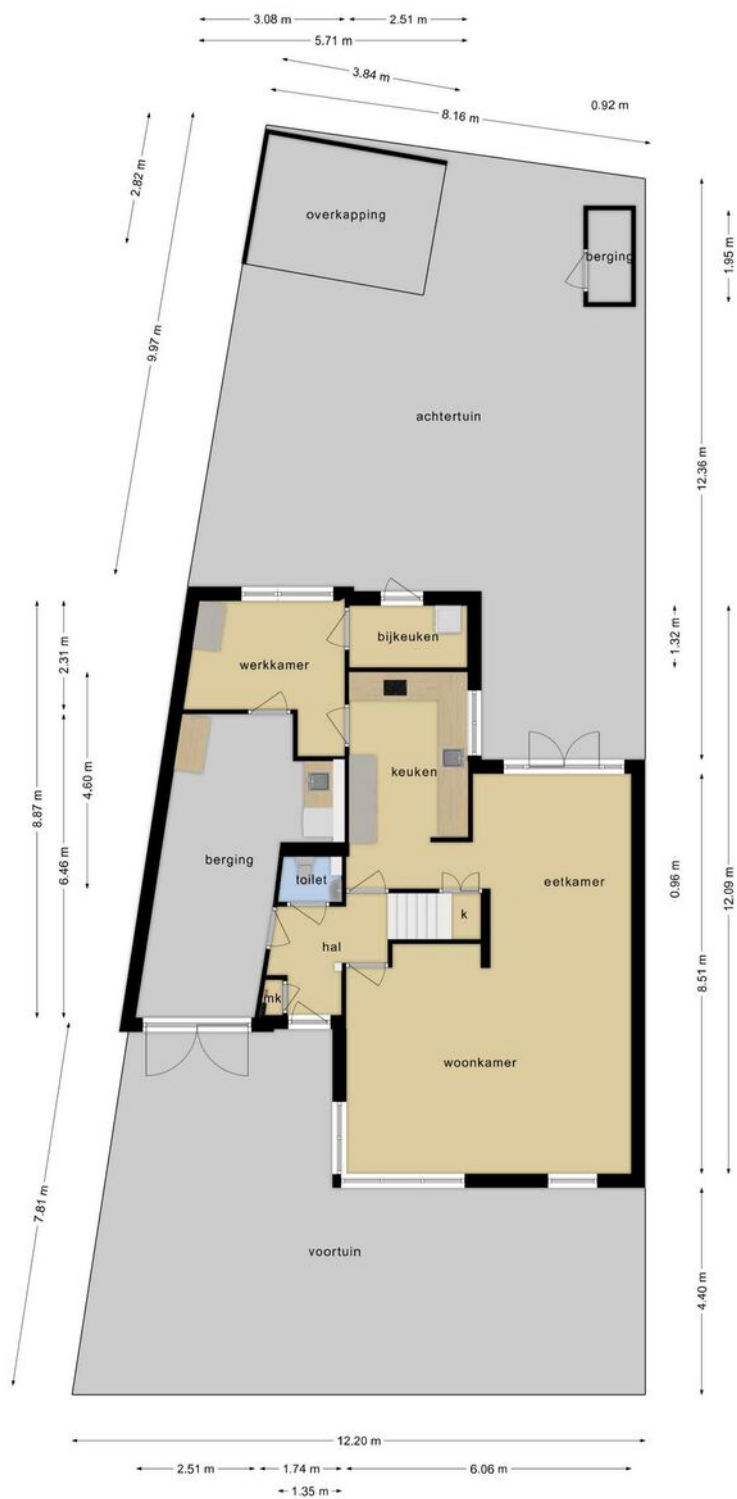 3.08 m
2.51 m
5.71 m
3.84 m
0.92 m
8.16 m
2.82 m
overkapping
berging
1.95 m
9.97 m
achtertuin
12.36 m
2.31 m
werkkamer
bijkeuken
1.32 m
4.60 m
keuken
8.87 m
6.46 m
berging
toilet
eetkamer
0.96 m
12.09 m
k
hal
8.51 m
mk
woonkamer
7.81 m
voortuin
4.40 m
12.20 m
2.51 m
1.74 m
6.06 m
1.35 m